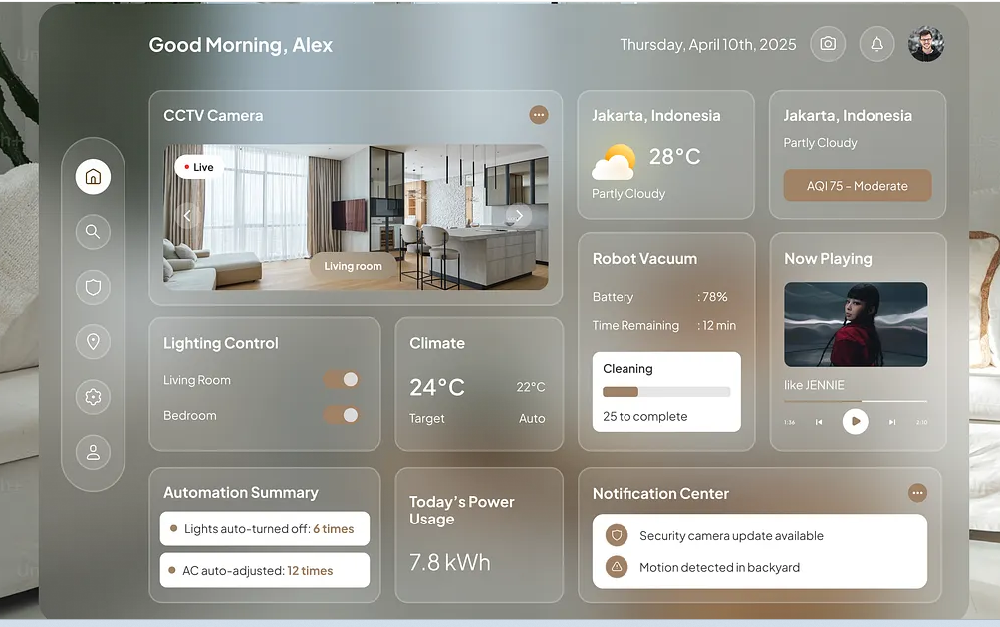 Good Morning, Alex
Thursday, April 10th, 2025
CCTV Camera
Live
Living room
Jakarta, Indonesia
28°C
Partly Cloudy
Jakarta, Indonesia
Partly Cloudy
AQI 75 - Moderate
Lighting Control
Living Room
Bedroom
Climate
24°C 22°C
Target Auto
Robot Vacuum
Battery : 78%
Time Remaining : 12 min
Cleaning
25 to complete
Now Playing
like JENNIE
1:36 2:10
Automation Summary
Lights auto-turned off: 6 times
AC auto-adjusted: 12 times
Today's Power
Usage
7.8 kWh
Notification Center
Security camera update available
Motion detected in backyard